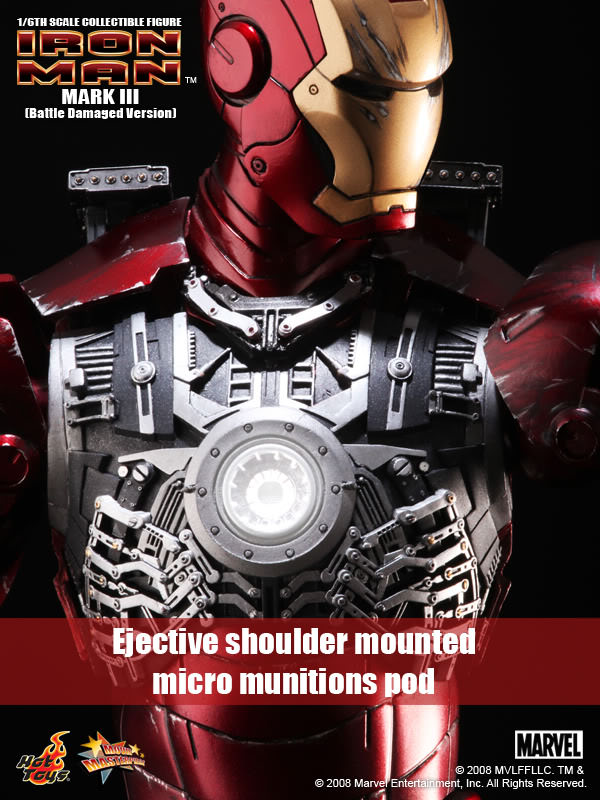 1/6TH SCALE COLLECTIBLE FIGURE
IRON
MAN™
MARK III
(Battle Damaged Version)
Ejective shoulder mounted
micro munitions pod
Hot
Toys
MOVIE
MASTERPIECE
MARVEL
© 2008 MVLFFLLC. TM &
© 2008 Marvel Entertainment, Inc. All Rights Reserved.